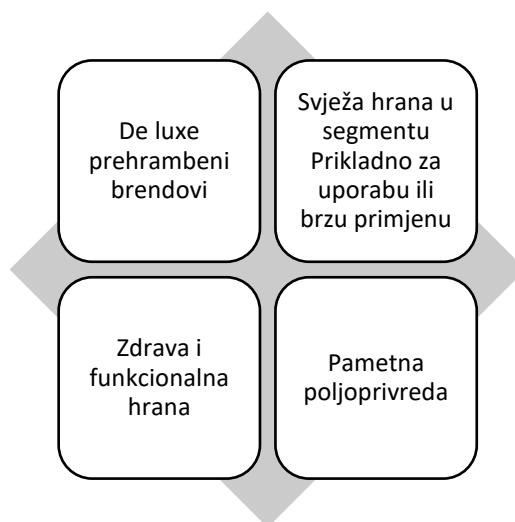 De luxe
prehrambeni
brendovi
Svježa hrana u
segmentu
Prikladno za
uporabu ili
brzu primjenu
Zdrava i
funkcionalna
hrana
Pametna
poljoprivreda